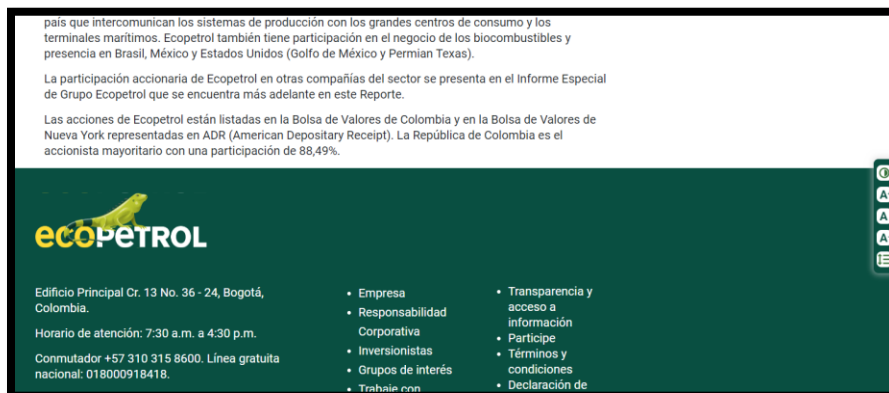 país que intercomunican los sistemas de producción con los grandes centros de consumo y los
terminales marítimos. Ecopetrol también tiene participación en el negocio de los biocombustibles y
presencia en Brasil, México y Estados Unidos (Golfo de México y Permian Texas).
La participación accionaria de Ecopetrol en otras compañías del sector se presenta en el Informe Especial
de Grupo Ecopetrol que se encuentra más adelante en este Reporte.
Las acciones de Ecopetrol están listadas en la Bolsa de Valores de Colombia y en la Bolsa de Valores de
Nueva York representadas en ADR (American Depositary Receipt). La República de Colombia es el
accionista mayoritario con una participación de 88,49%.
ecopeTROL
Edificio Principal Cr. 13 No. 36 - 24, Bogotá,
Colombia.
Horario de atención: 7:30 a.m. a 4:30 p.m.
Conmutador +57 310 315 8600. Línea gratuita
nacional: 018000918418.
• Empresa
• Responsabilidad
Corporativa
• Inversionistas
• Grupos de interés
• Trabaje con
• Transparencia y
acceso a
información
• Participe
• Términos y
condiciones
• Declaración de
A
A
A